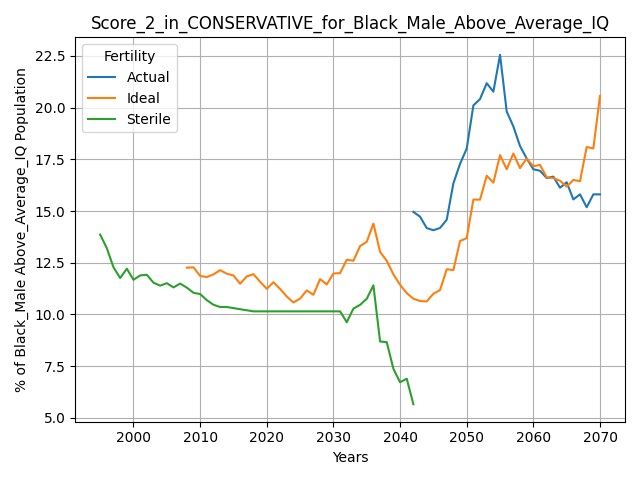 Score_2_in_CONSERVATIVE_for_Black_Male_Above_Average_IQ
Fertility
Actual
Ideal
Sterile
% of Black_Male Above_Average_IQ Population
22.5
20.0
17.5
15.0
12.5
10.0
7.5
5.0
2000 2010 2020 2030 2040 2050 2060 2070
Years